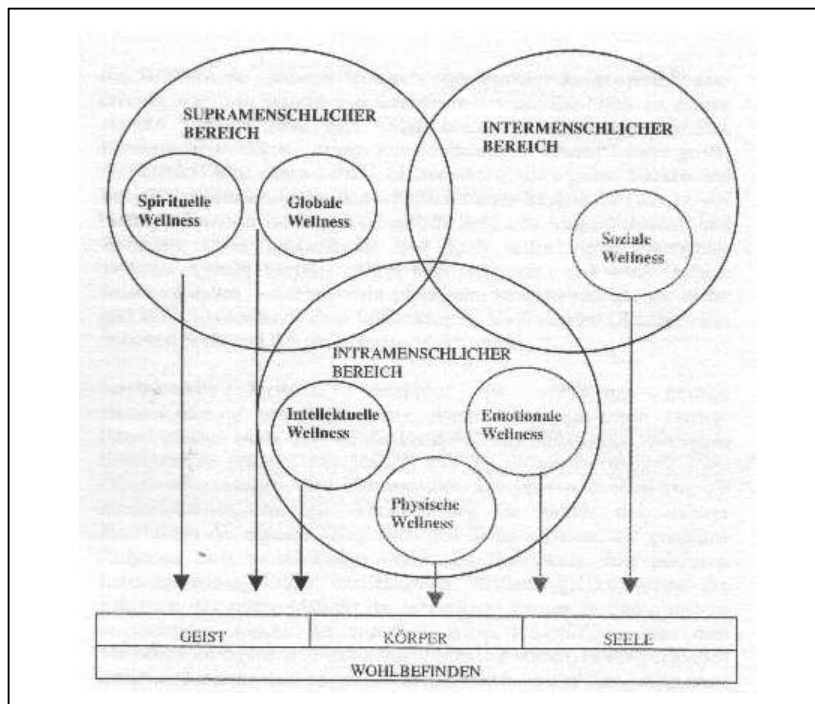 SUPRAMENSCHLICHER
BEREICH
INTERMENSCHLICHER
BEREICH
Spirituelle
Wellness
Globale
Wellness
Soziale
Wellness
INTRAMENSCHLICHER
BEREICH
Intellektuelle
Wellness
Emotionale
Wellness
Physische
Wellness
GEIST
KÖRPER
SEELE
WOHLBEFINDEN